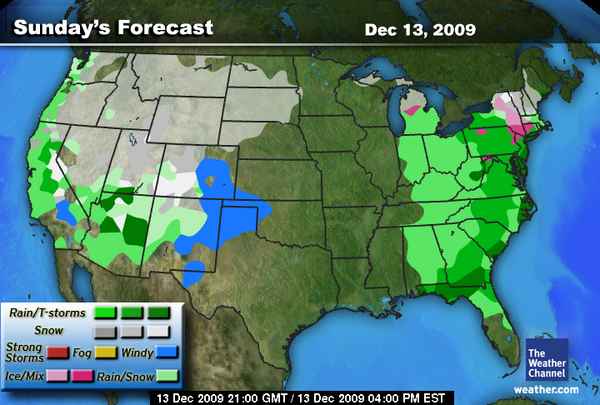 Sunday's Forecast
Dec 13, 2009
Rain/T-storms
Snow
Strong Storms
Fog
Windy
Ice/Mix
Rain/Snow
The
Weather
Channel
weather.com
13 Dec 2009 21:00 GMT / 13 Dec 2009 04:00 PM EST